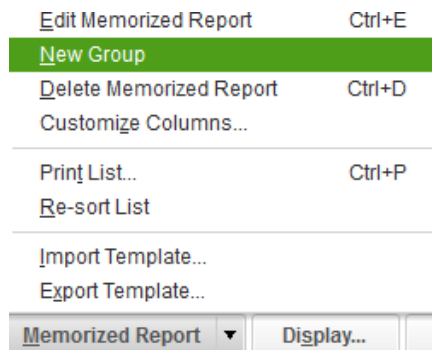 Edit Memorized Report Ctrl+E
New Group
Delete Memorized Report Ctrl+D
Customize Columns...
Print List... Ctrl+P
Re-sort List
Import Template...
Export Template...
Memorized Report Display...